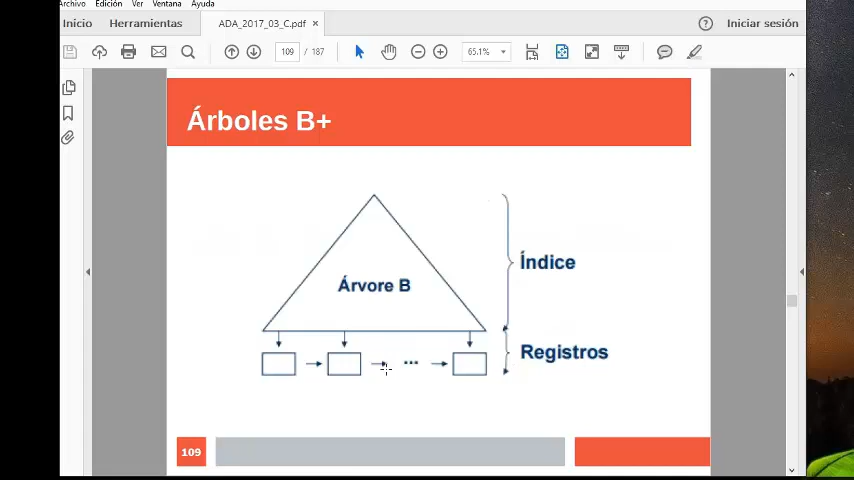 Archivo Edición Ver Ventana Ayuda
Inicio Herramientas ADA_2017_03_C.pdf × ? Iniciar sesión
109 / 187 65.1%
Árboles B+
Árvore B
Índice
Registros
...
109